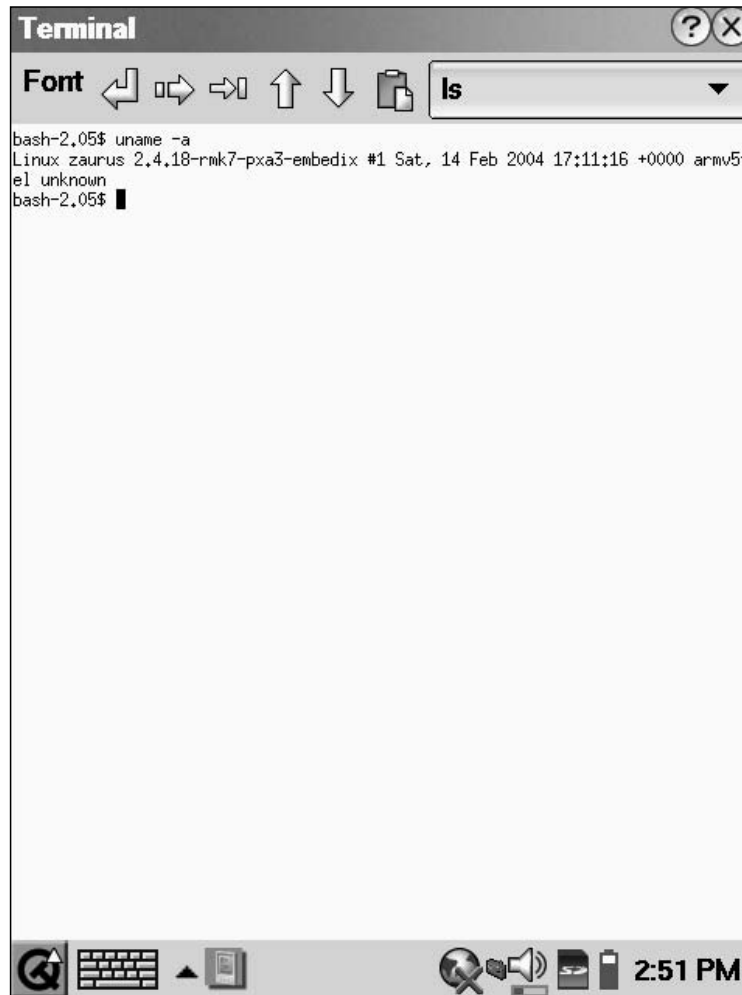 Terminal
?
Font
ls
bash-2.05$ uname -a
Linux zaurus 2.4.18-rmk7-pxa3-embedix #1 Sat, 14 Feb 2004 17:11:16 +0000 armv5t
el unknown
bash-2.05$
SD
2:51 PM